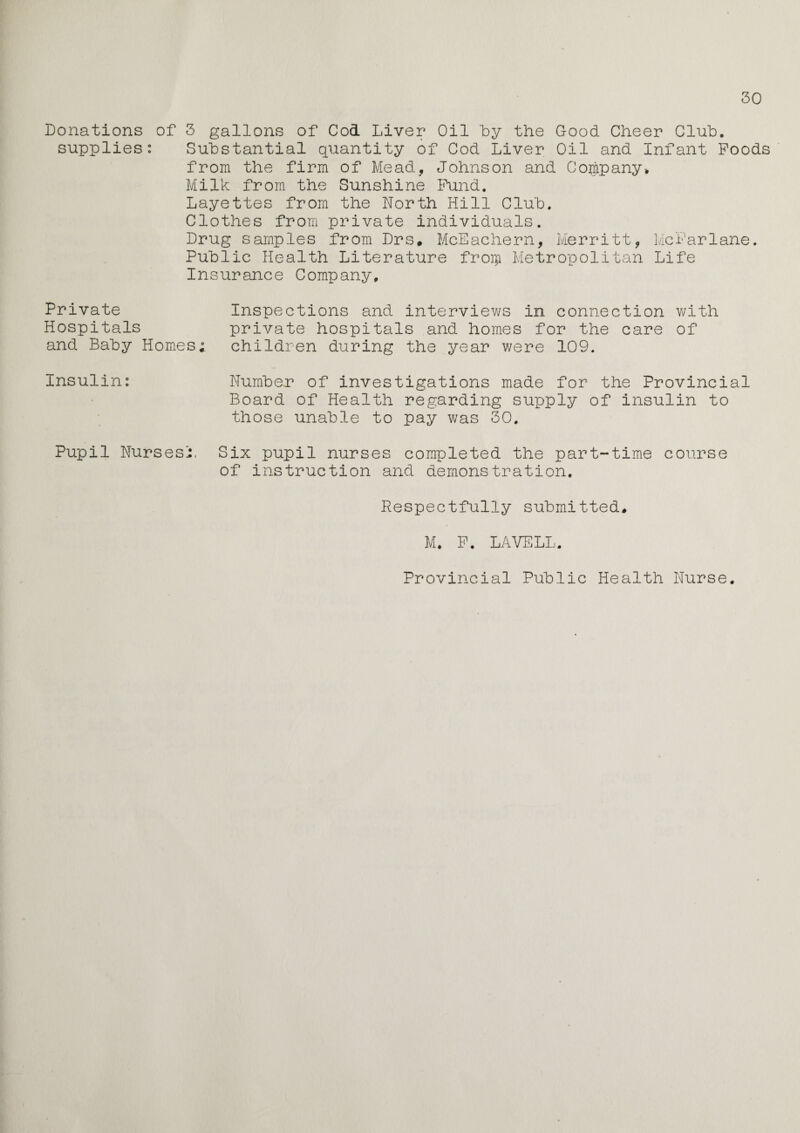 30
Donations of 3 gallons of Cod Liver Oil by the Good Cheer Club.
supplies: Substantial quantity of Cod Liver Oil and Infant Foods
from the firm of Mead, Johnson and Company.
Milk from the Sunshine Fund.
Layettes from the North Hill Club.
Clothes from private individuals.
Drug samples from Drs. McEachern, Merritt, McFarlane.
Public Health Literature from Metropolitan Life
Insurance Company.
Private Inspections and interviews in connection with
Hospitals private hospitals and homes for the care of
and Baby Homes: children during the year were 109.
Insulin: Number of investigations made for the Provincial
Board of Health regarding supply of insulin to
those unable to pay was 30.
Pupil Nurses: Six pupil nurses completed the part-time course
of instruction and demonstration.
Respectfully submitted.
M. F. LAVELL.
Provincial Public Health Nurse.